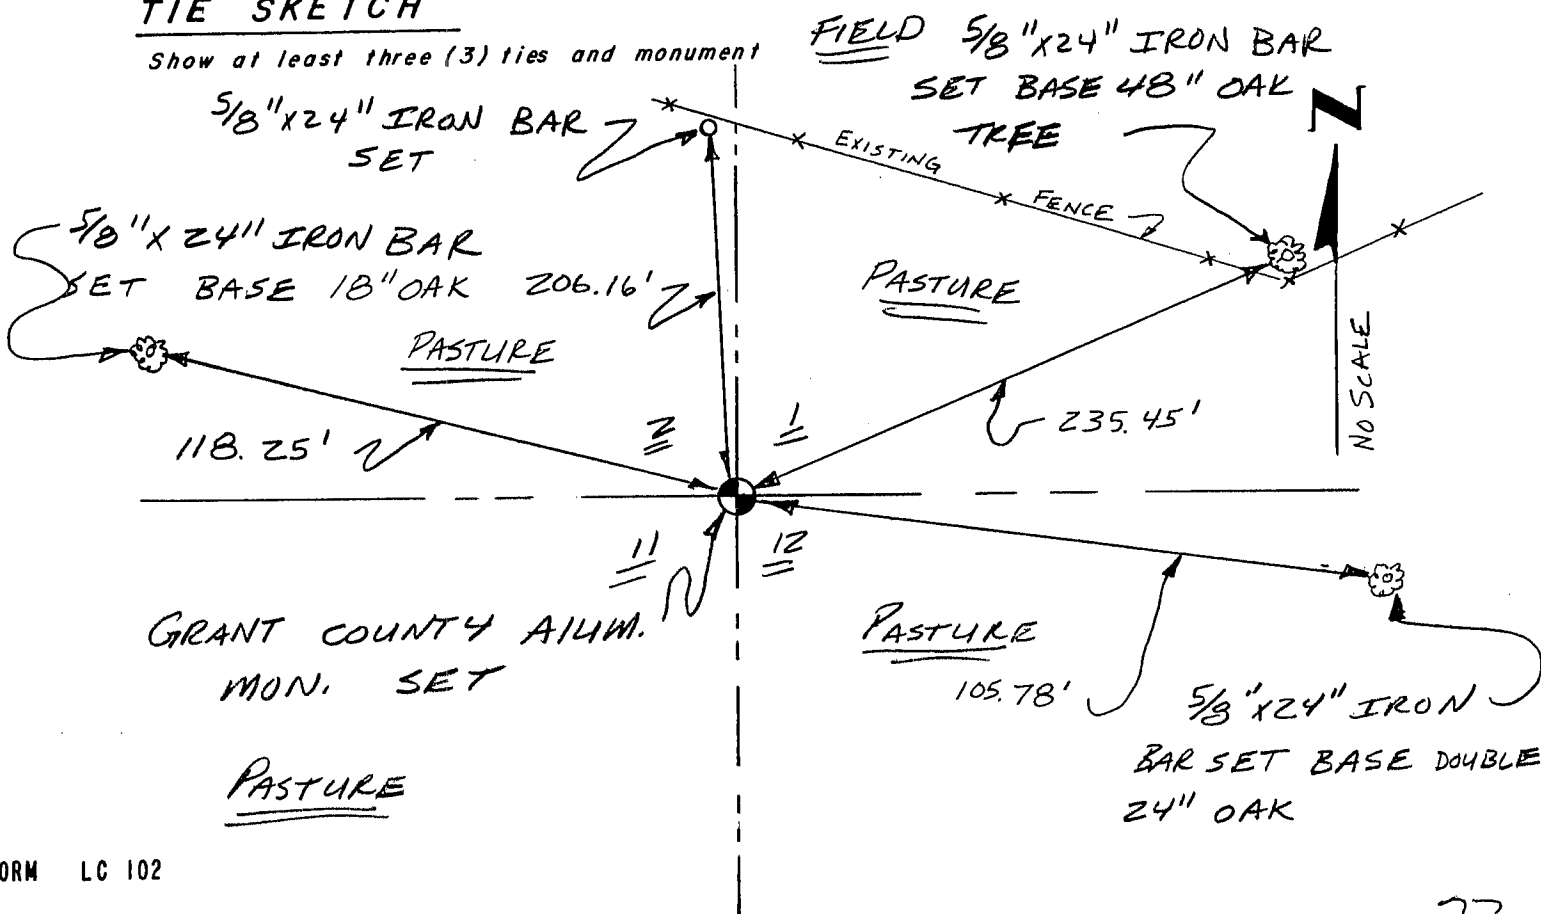 TIE SKETCH
Show at least three (3) ties and monument
FIELD
5/8"x24" IRON BAR
SET BASE 48" OAK
TREE
5/8"x24" IRON BAR
SET
N
EXISTING
FENCE
5/8"x24" IRON BAR
SET BASE 18" OAK
206.16'
PASTURE
PASTURE
NO SCALE
118.25'
2
1
235.45'
11
12
GRANT COUNTY ALUM.
MON. SET
PASTURE
105.78'
5/8"x24" IRON
BAR SET BASE DOUBLE
24" OAK
PASTURE
ORM LC 102